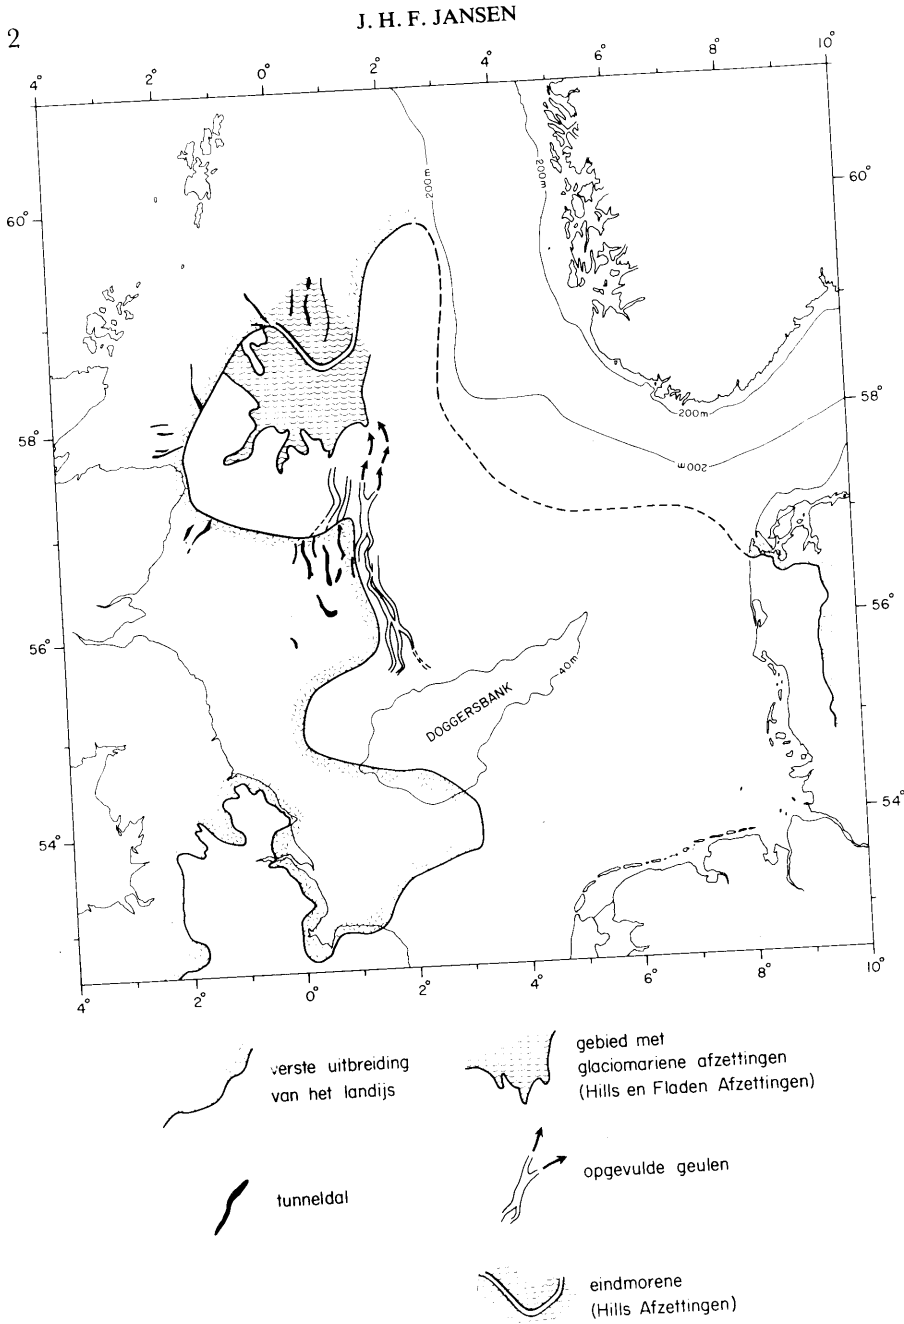 J. H. F. JANSEN
2
4° 2° 0° 2° 4° 6° 8° 10°
200m
200m
60°
60°
58°
58°
200m
200m
56°
56°
40m
DOGGERSBANK
54°
54°
4° 2° 0° 2° 4° 6° 8° 10°
verste uitbreiding
van het landijs
gebied met
glaciomariene afzettingen
(Hills en Fladen Afzettingen)
opgevulde geulen
tunneldal
eindmorene
(Hills Afzettingen)